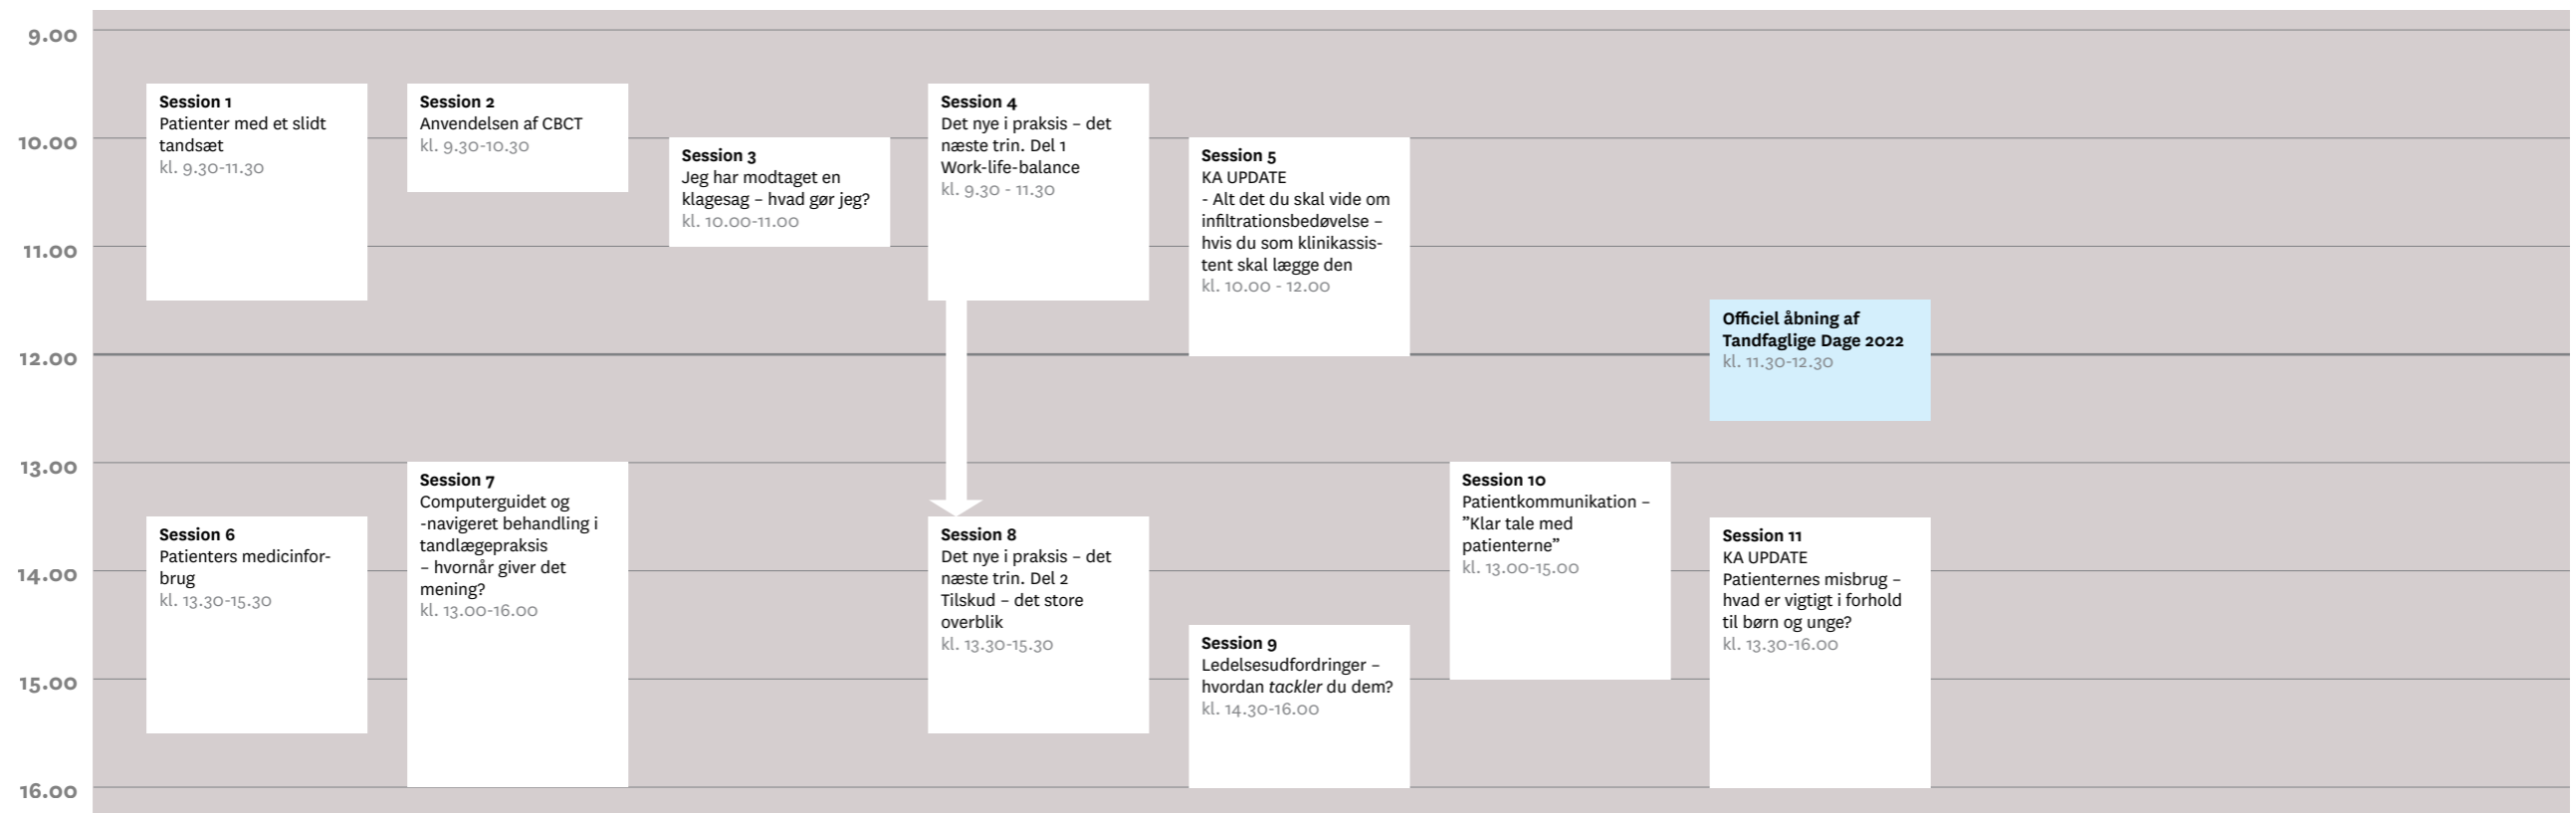 9.00
10.00
11.00
12.00
13.00
14.00
15.00
16.00
Session 1
Patienter med et slidt
tandsæt
kl. 9.30-11.30
Session 2
Anvendelsen af CBCT
kl. 9.30-10.30
Session 3
Jeg har modtaget en
klagesag – hvad gør jeg?
kl. 10.00-11.00
Session 4
Det nye i praksis – det
næste trin. Del 1
Work-life-balance
kl. 9.30 - 11.30
Session 5
KA UPDATE
- Alt det du skal vide om
infiltrationsbedøvelse –
hvis du som klinikassis-
tent skal lægge den
kl. 10.00 - 12.00
Officiel åbning af
Tandfaglige Dage 2022
kl. 11.30-12.30
Session 6
Patienters medicinfor-
brug
kl. 13.30-15.30
Session 7
Computerguidet og
-navigeret behandling i
tandlægepraksis
– hvornår giver det
mening?
kl. 13.00-16.00
Session 8
Det nye i praksis – det
næste trin. Del 2
Tilskud – det store
overblik
kl. 13.30-15.30
Session 9
Ledelsesudfordringer –
hvordan tackler du dem?
kl. 14.30-16.00
Session 10
Patientkommunikation –
”Klar tale med
patienterne”
kl. 13.00-15.00
Session 11
KA UPDATE
Patienternes misbrug –
hvad er vigtigt i forhold
til børn og unge?
kl. 13.30-16.00